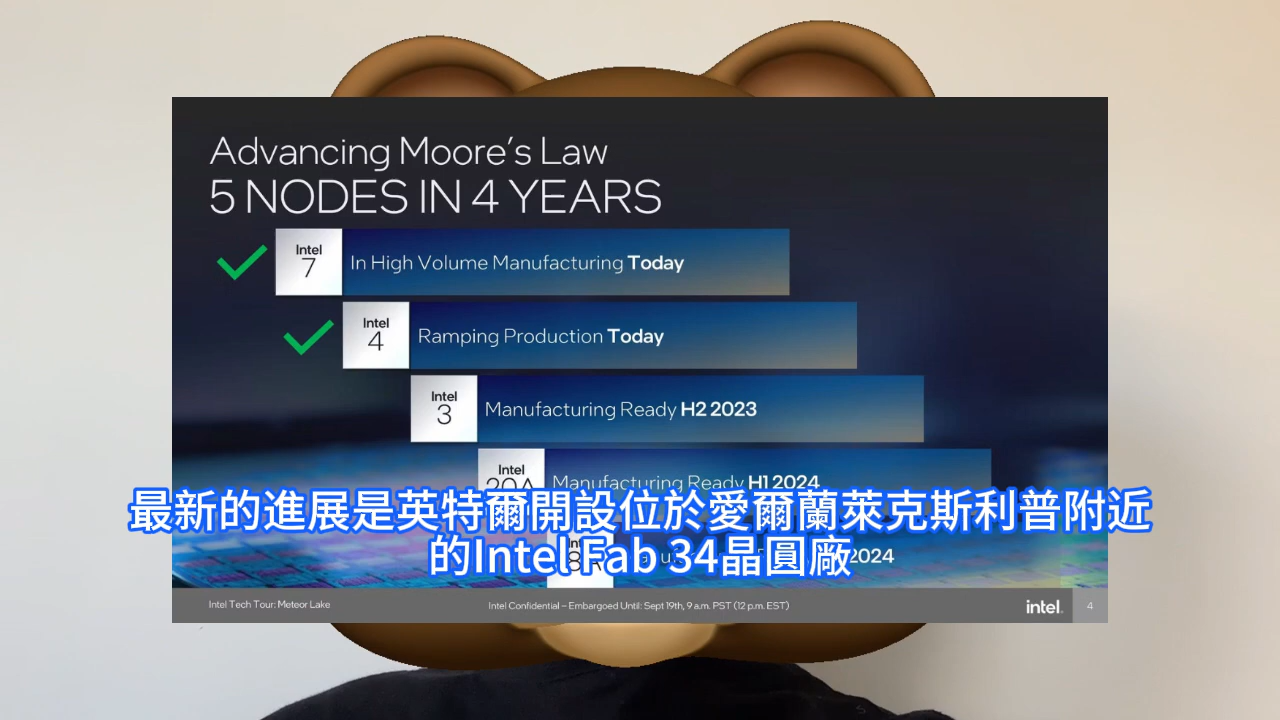 Advancing Moore's Law
5 NODES IN 4 YEARS
Intel
7
In High Volume Manufacturing Today
Intel
4
Ramping Production Today
Intel
3
Manufacturing Ready H2 2023
Intel
20A
Manufacturing Ready H1 2024
最新的進展是英特爾開設位於愛爾蘭萊克斯利普附近
的Intel Fab 34晶圓廠
2024
Intel Tech Tour: Meteor Lake
Intel Confidential – Embargoed Until: Sept 19th, 9 a.m. PST (12 p.m. EST)
intel.
4